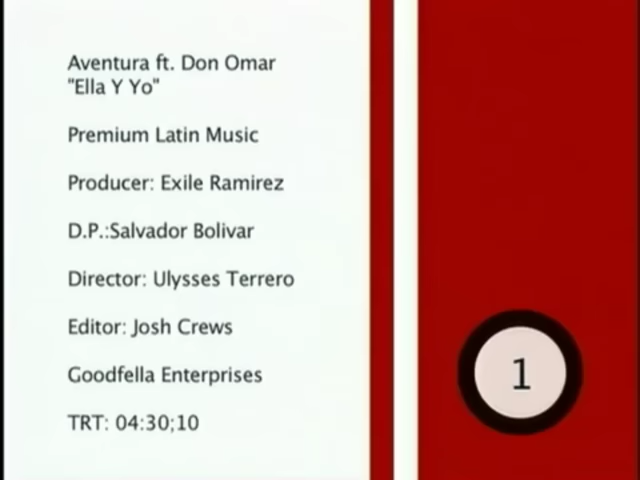 Aventura ft. Don Omar
"Ella Y Yo"
Premium Latin Music
Producer: Exile Ramirez
D.P.:Salvador Bolivar
Director: Ulysses Terrero
Editor: Josh Crews
Goodfella Enterprises
TRT: 04:30;10
1